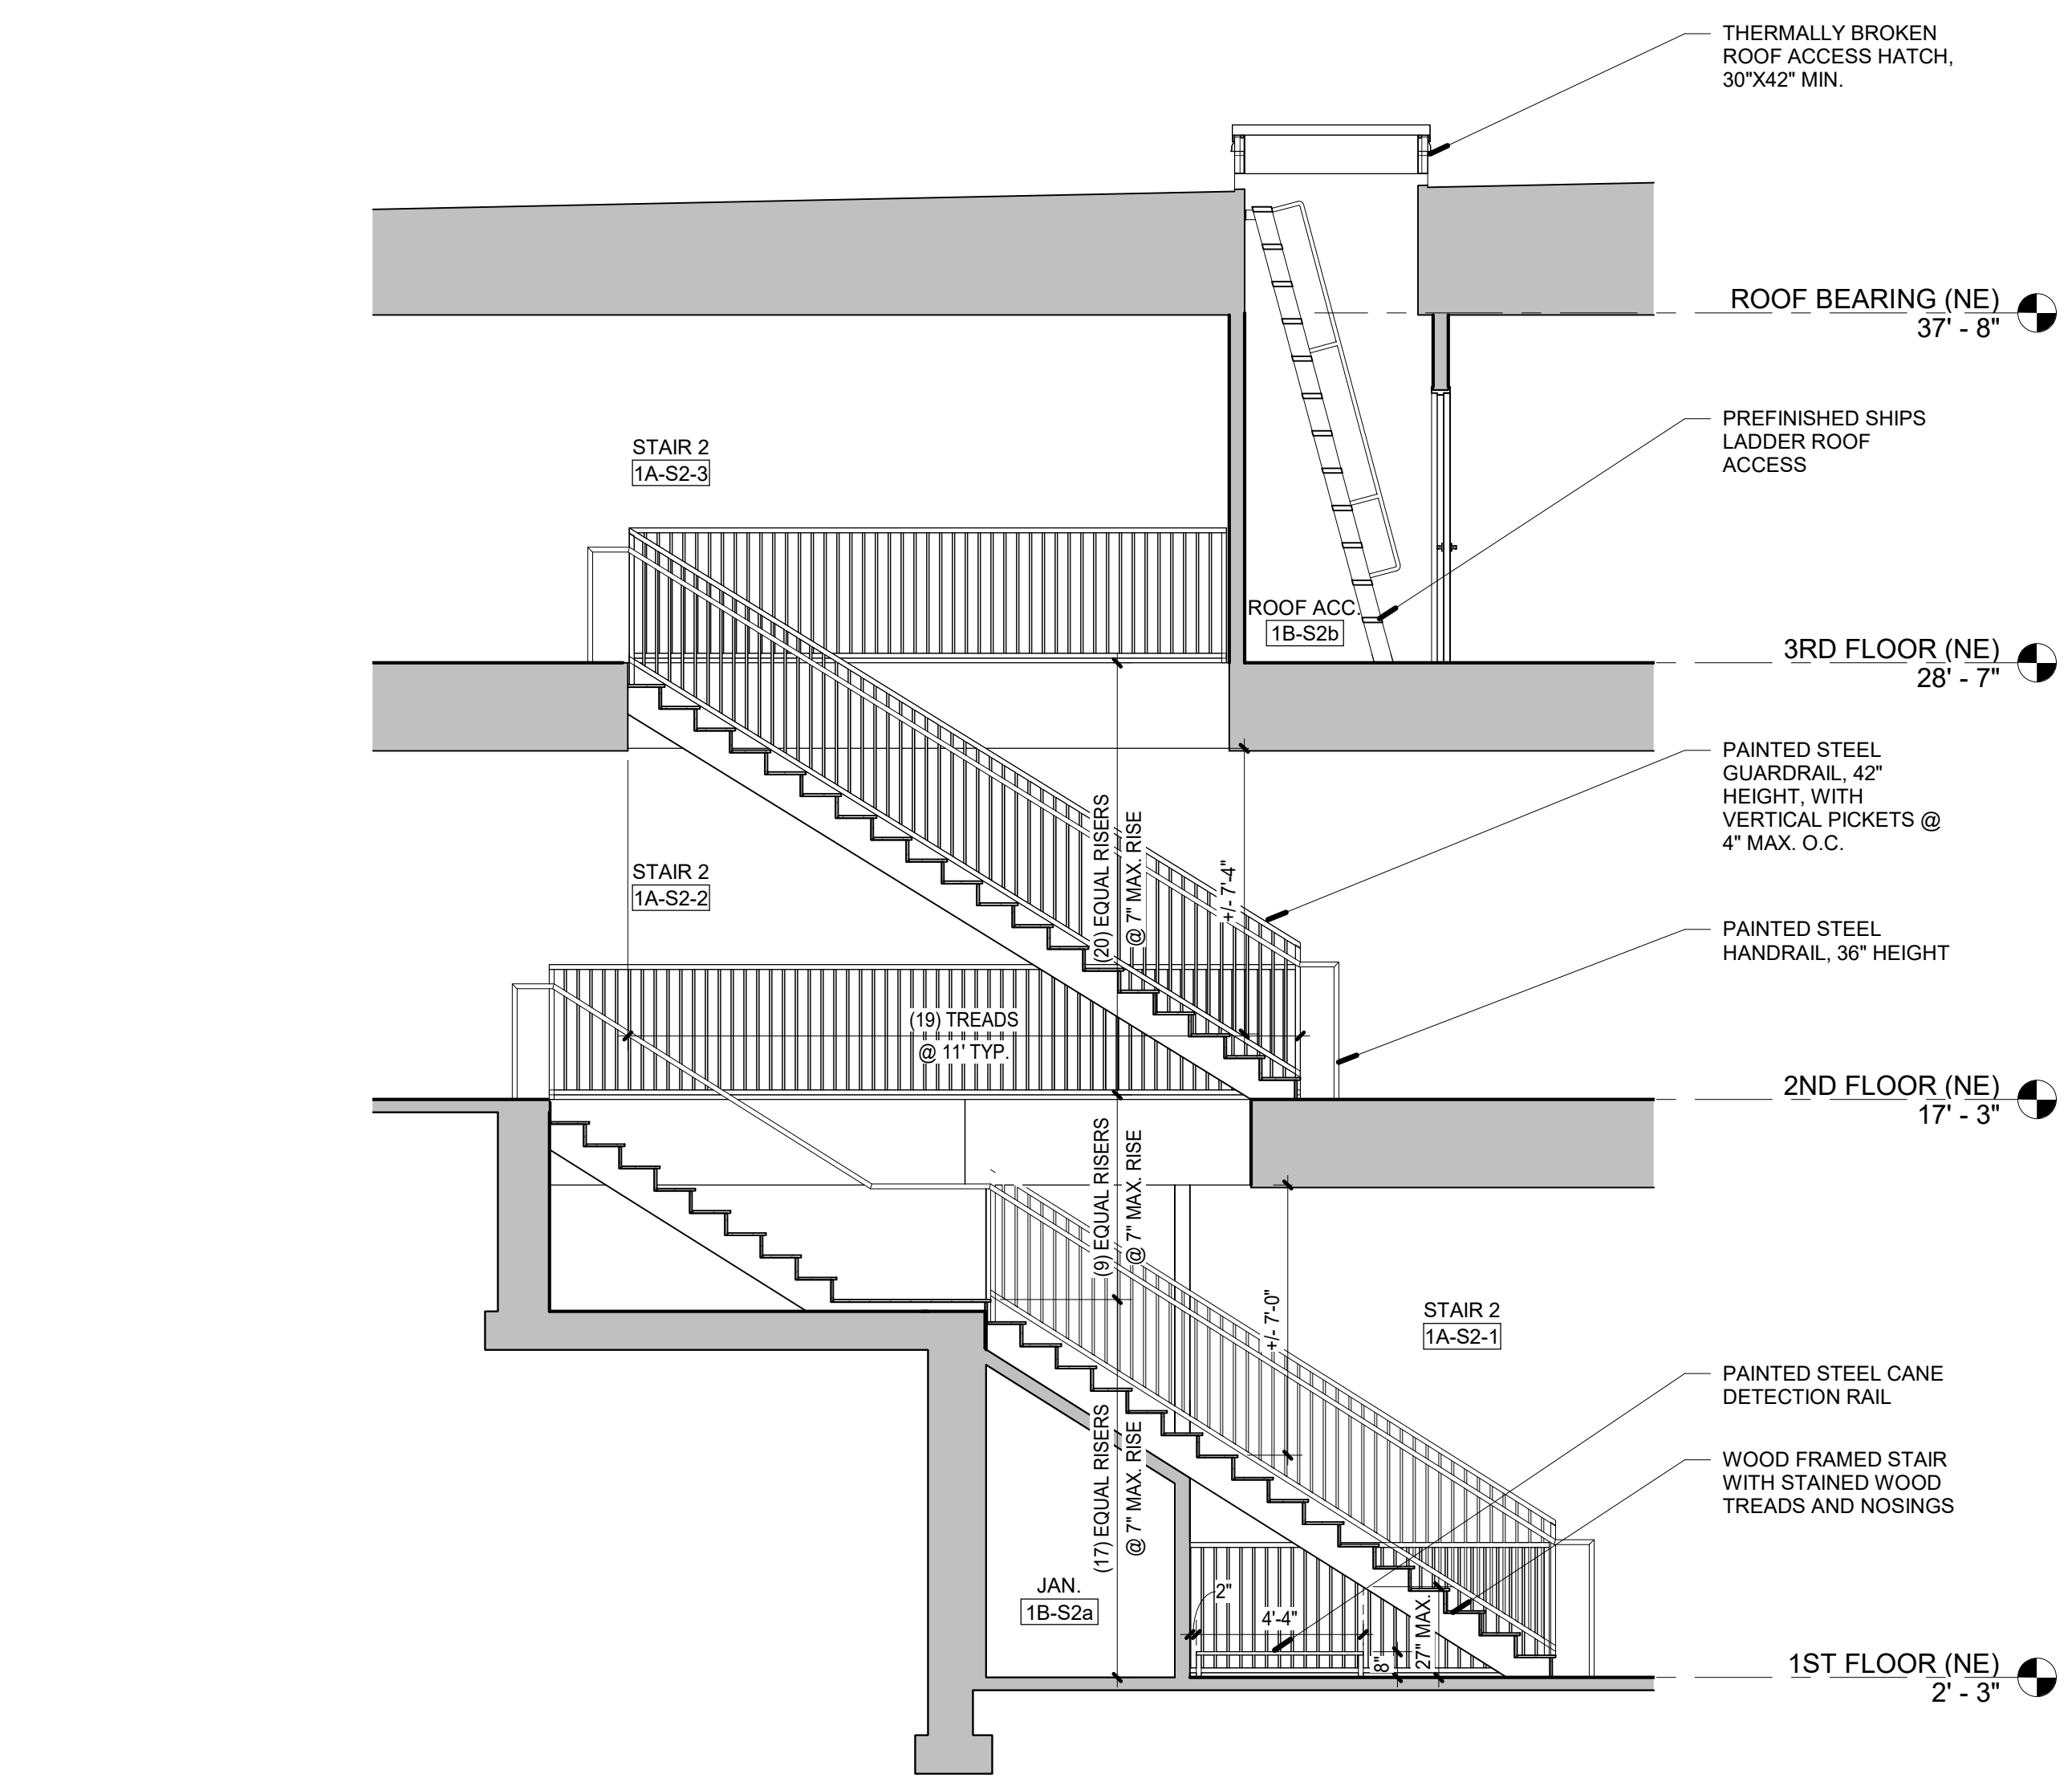 THERMALLY BROKEN
ROOF ACCESS HATCH,
30"X42" MIN.
ROOF BEARING (NE)
37' - 8"
PREFINISHED SHIPS
LADDER ROOF
ACCESS
STAIR 2
1A-S2-3
ROOF ACC.
1B-S2b
3RD FLOOR (NE)
28' - 7"
PAINTED STEEL
GUARDRAIL, 42"
HEIGHT, WITH
VERTICAL PICKETS @
4" MAX. O.C.
STAIR 2
1A-S2-2
(20) EQUAL RISERS
@ 7" MAX. RISE
+/- 7'-4"
PAINTED STEEL
HANDRAIL, 36" HEIGHT
(19) TREADS
@ 11' TYP.
2ND FLOOR (NE)
17' - 3"
(9) EQUAL RISERS
@ 7" MAX. RISE
+/- 7'-0"
STAIR 2
1A-S2-1
PAINTED STEEL CANE
DETECTION RAIL
(17) EQUAL RISERS
@ 7" MAX. RISE
WOOD FRAMED STAIR
WITH STAINED WOOD
TREADS AND NOSINGS
JAN.
1B-S2a
2"
4'-4"
8"
27" MAX.
1ST FLOOR (NE)
2' - 3"